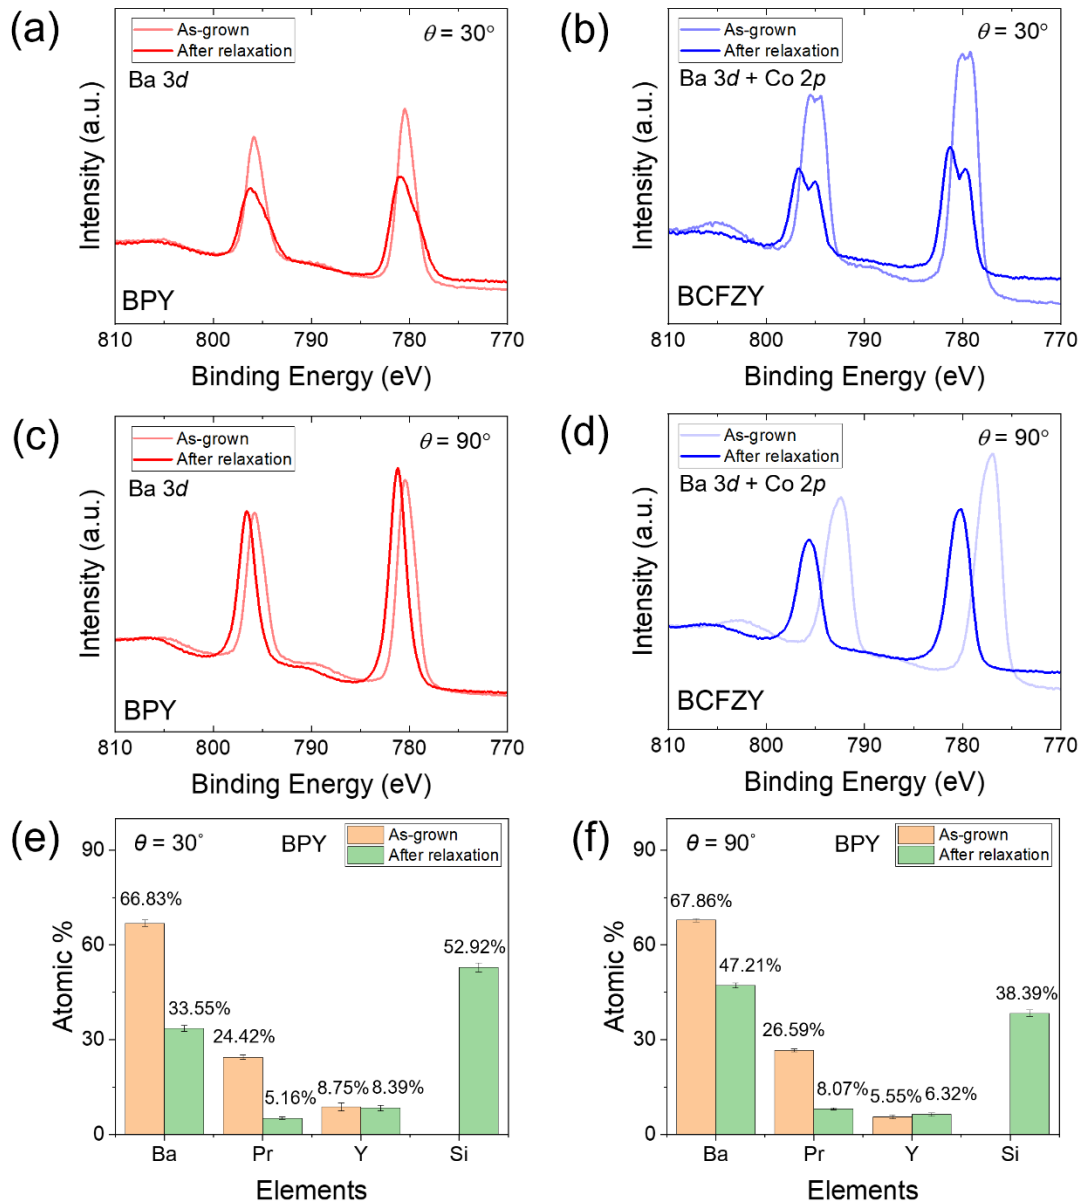 (a)
As-grown
After relaxation
θ = 30°
Ba 3d
BPY
Intensity (a.u.)
810 800 790 780 770
Binding Energy (eV)
(b)
As-grown
After relaxation
θ = 30°
Ba 3d + Co 2p
BCFZY
Intensity (a.u.)
810 800 790 780 770
Binding Energy (eV)
(c)
As-grown
After relaxation
θ = 90°
Ba 3d
BPY
Intensity (a.u.)
810 800 790 780 770
Binding Energy (eV)
(d)
As-grown
After relaxation
θ = 90°
Ba 3d + Co 2p
BCFZY
Intensity (a.u.)
810 800 790 780 770
Binding Energy (eV)
(e)
θ = 30°
BPY
As-grown
After relaxation
90
60
30
0
Atomic %
66.83%
33.55%
24.42%
5.16%
8.75% 8.39%
52.92%
Ba Pr Y Si
Elements
(f)
θ = 90°
BPY
As-grown
After relaxation
90
60
30
0
Atomic %
67.86%
47.21%
26.59%
8.07%
5.55% 6.32%
38.39%
Ba Pr Y Si
Elements